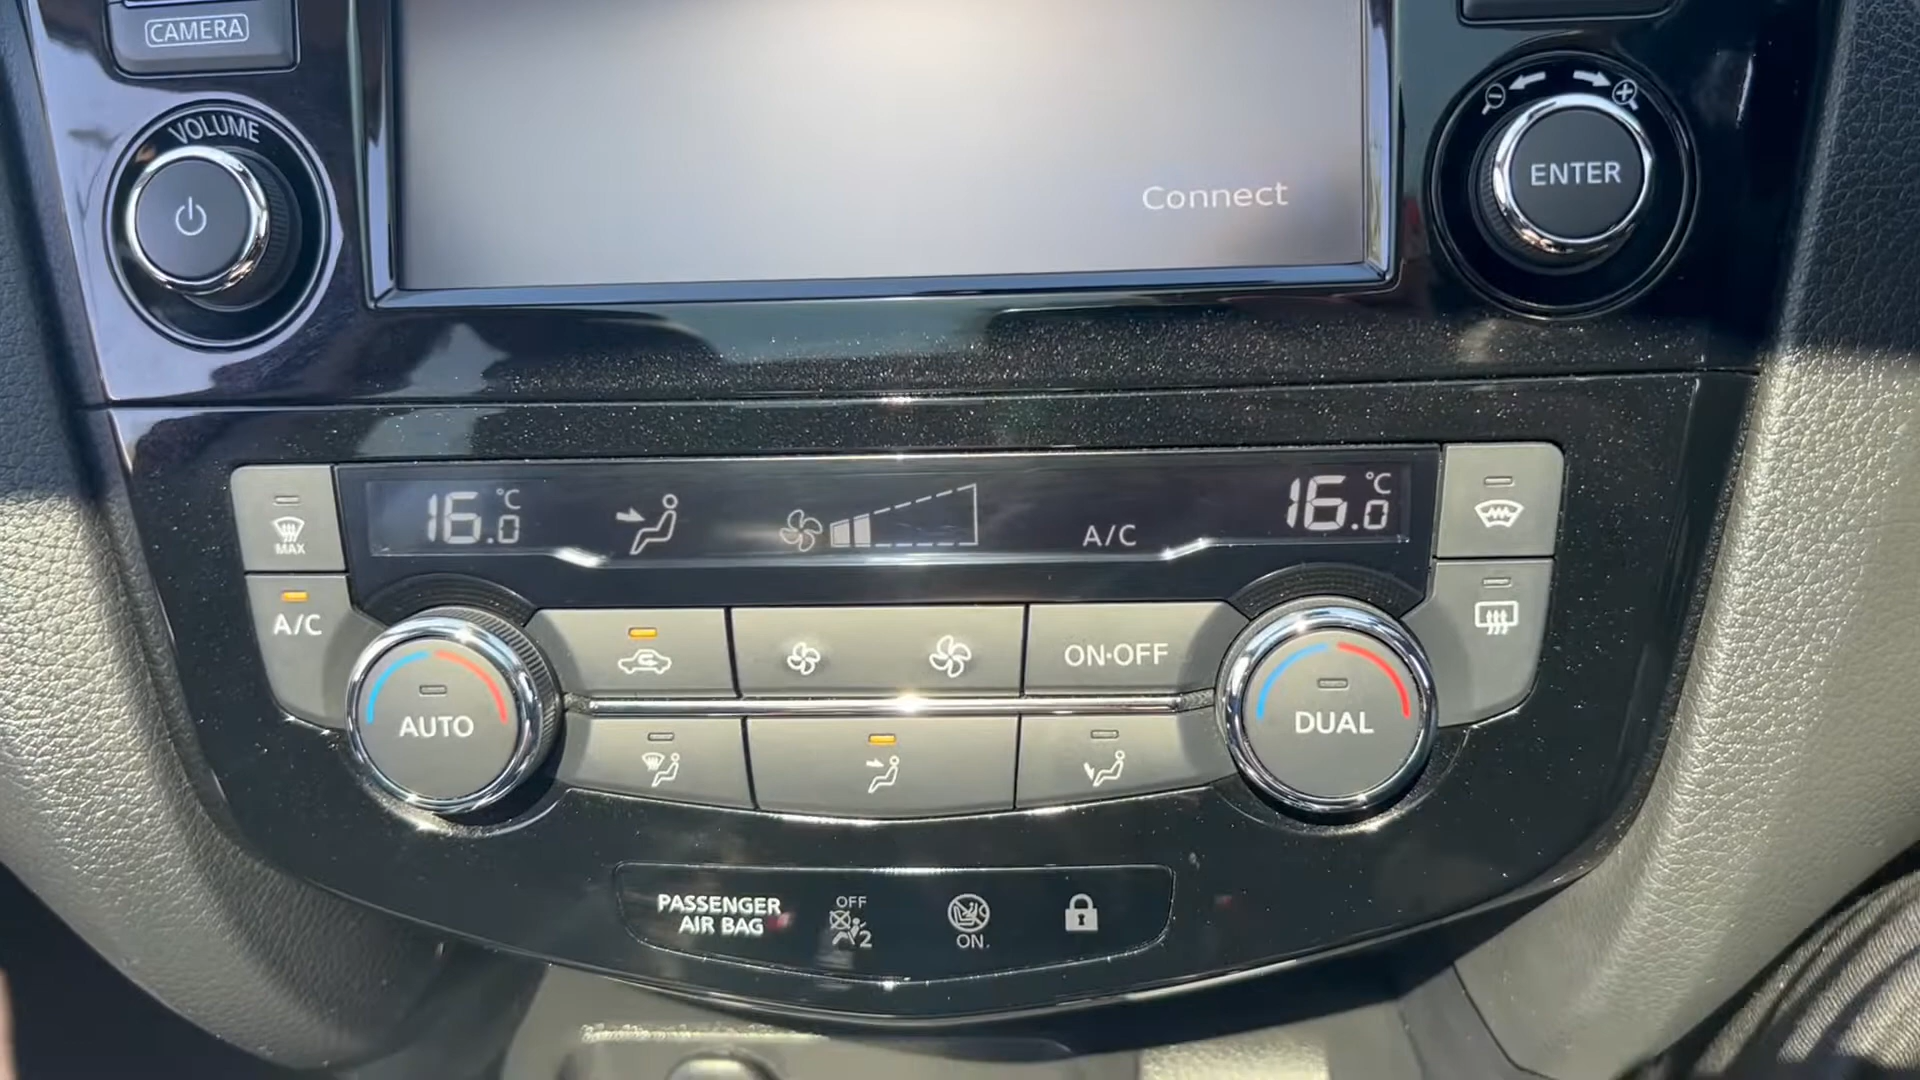 CAMERA
VOLUME
ENTER
Connect
16.0 °C
A/C
16.0 °C
MAX
A/C
ON•OFF
AUTO
DUAL
PASSENGER
AIR BAG
OFF
2
ON